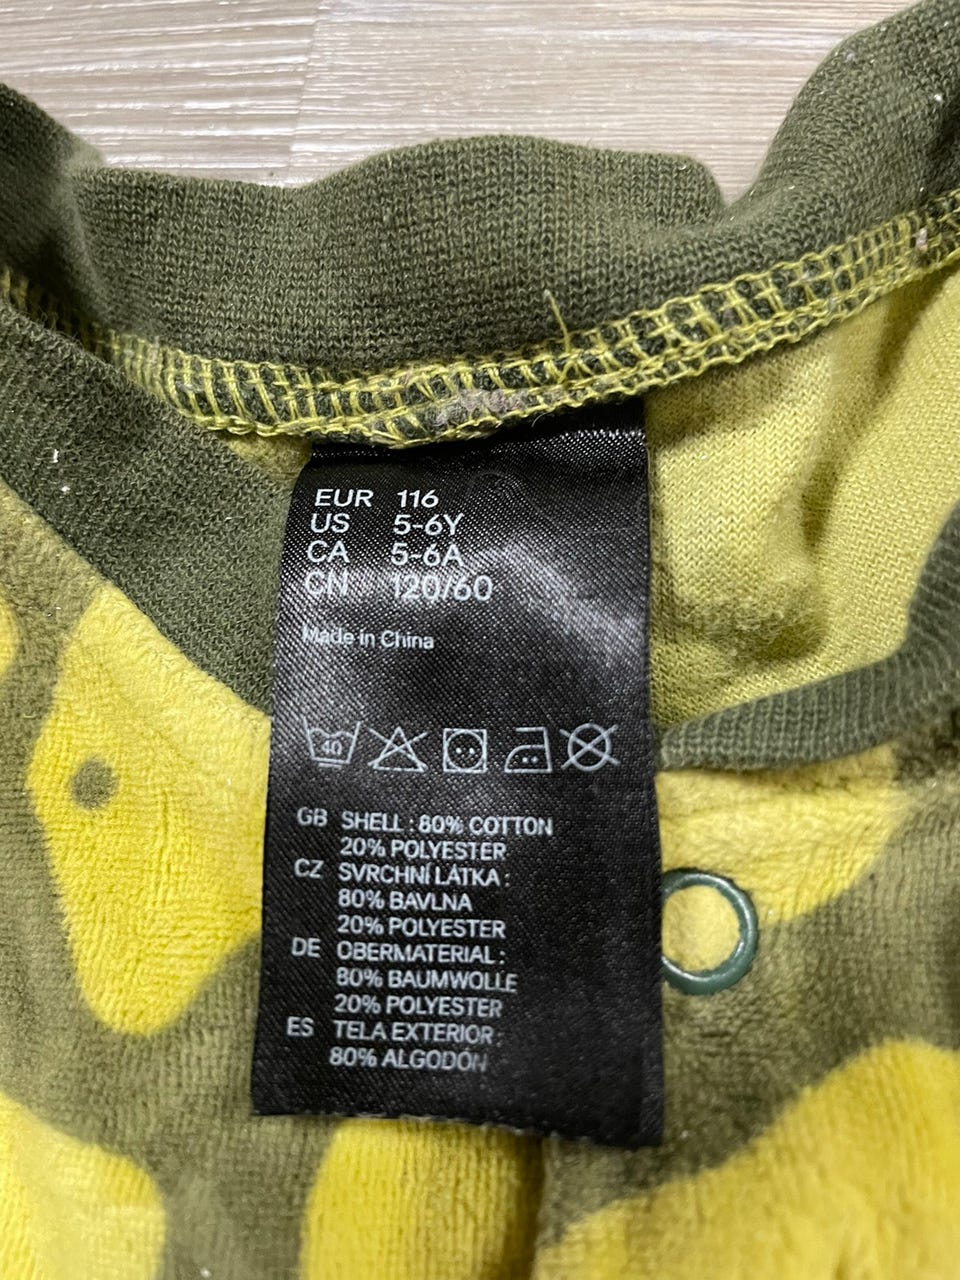 EUR 116
US 5-6Y
CA 5-6A
CN 120/60
Made in China
40
GB SHELL : 80% COTTON
20% POLYESTER
CZ SVRCHNÍ LÁTKA :
80% BAVLNA
20% POLYESTER
DE OBERMATERIAL :
80% BAUMWOLLE
20% POLYESTER
ES TELA EXTERIOR :
80% ALGODÓN